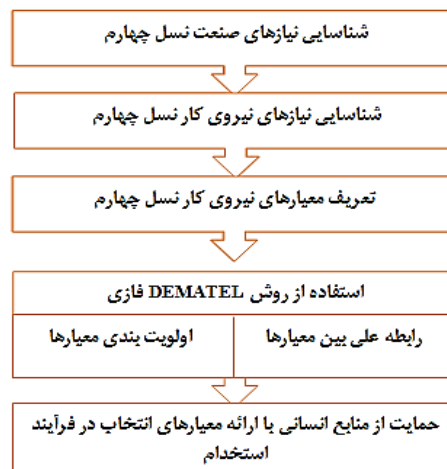 شناسایی نیازهای صنعت نسل چهارم
شناسایی نیازهای نیروی کار نسل چهارم
تعریف معیارهای نیروی کار نسل چهارم
استفاده از روش DEMATEL فازی
رابطه علی بین معیارها
اولویت بندی معیارها
حمایت از منابع انسانی با ارائه معیارهای انتخاب در فرآیند
استخدام